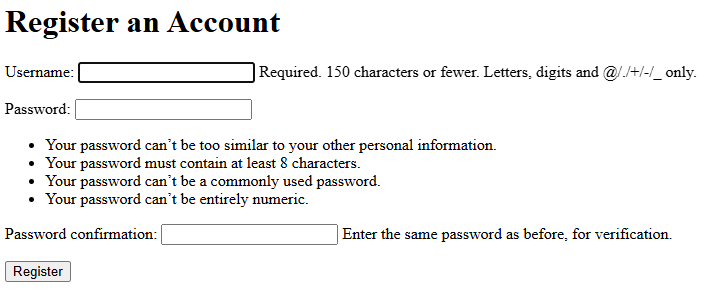 Register an Account
Username: Required. 150 characters or fewer. Letters, digits and @/./+/-/_ only.
Password:
Your password can’t be too similar to your other personal information.
Your password must contain at least 8 characters.
Your password can’t be a commonly used password.
Your password can’t be entirely numeric.
Password confirmation: Enter the same password as before, for verification.
Register